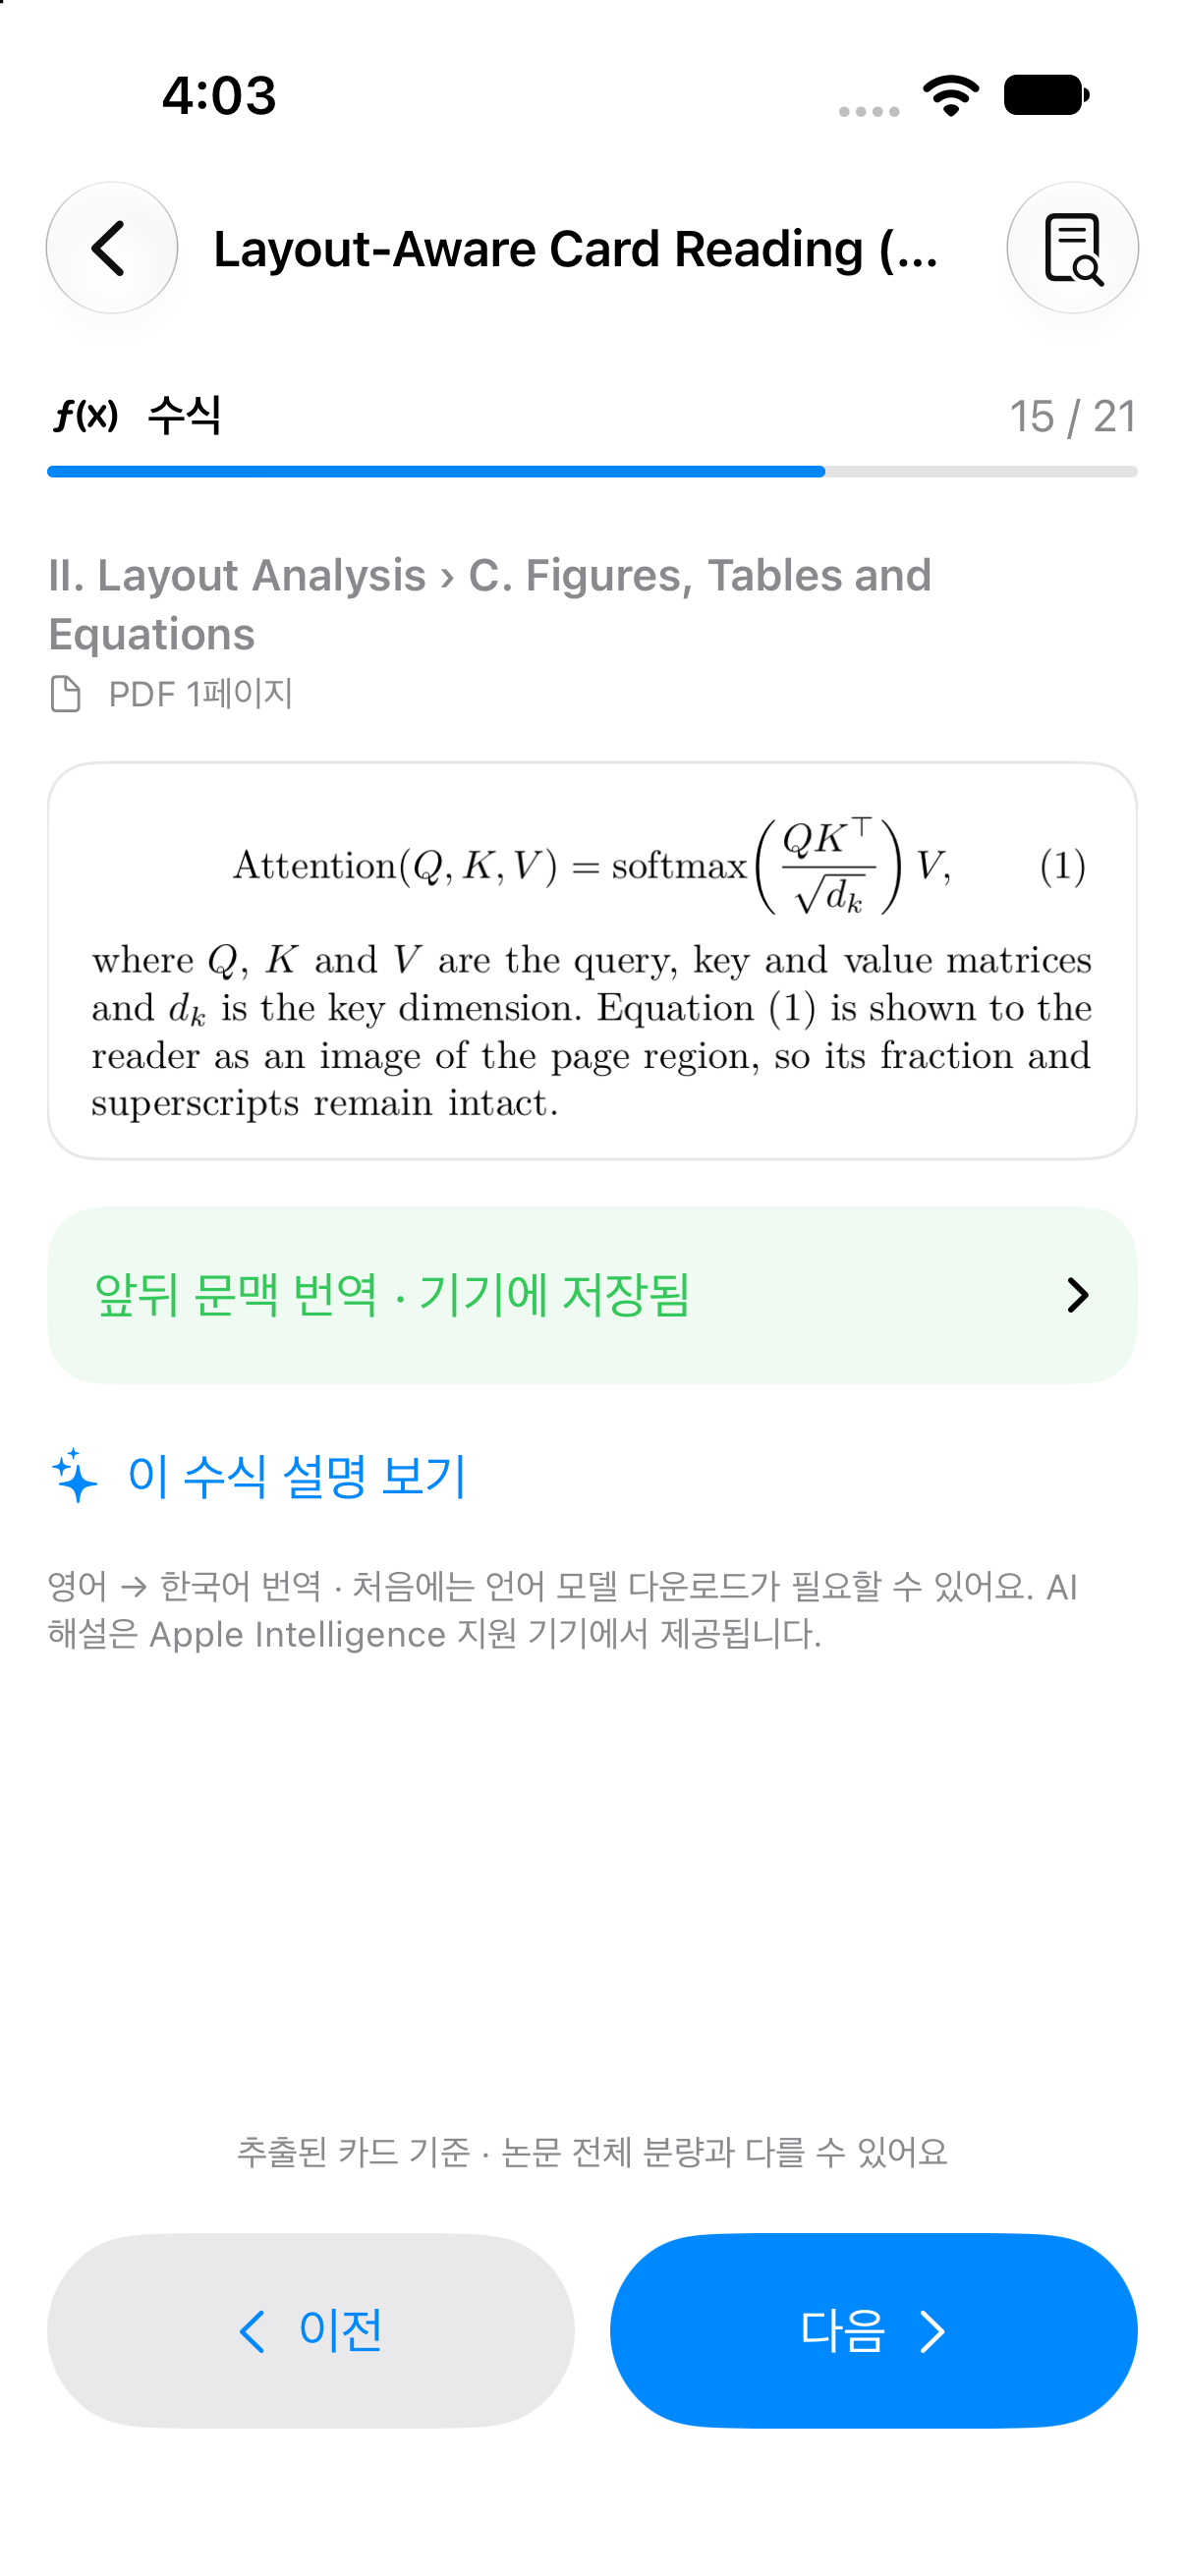 4:03
Layout-Aware Card Reading (...
f(x) 수식
15 / 21
II. Layout Analysis › C. Figures, Tables and
Equations
PDF 1페이지
Attention(Q, K, V) = softmax(QK⊤/√dₖ) V, (1)
where Q, K and V are the query, key and value matrices
and dₖ is the key dimension. Equation (1) is shown to the
reader as an image of the page region, so its fraction and
superscripts remain intact.
앞뒤 문맥 번역 · 기기에 저장됨
이 수식 설명 보기
영어 → 한국어 번역 · 처음에는 언어 모델 다운로드가 필요할 수 있어요. AI
해설은 Apple Intelligence 지원 기기에서 제공됩니다.
추출된 카드 기준 · 논문 전체 분량과 다를 수 있어요
이전
다음